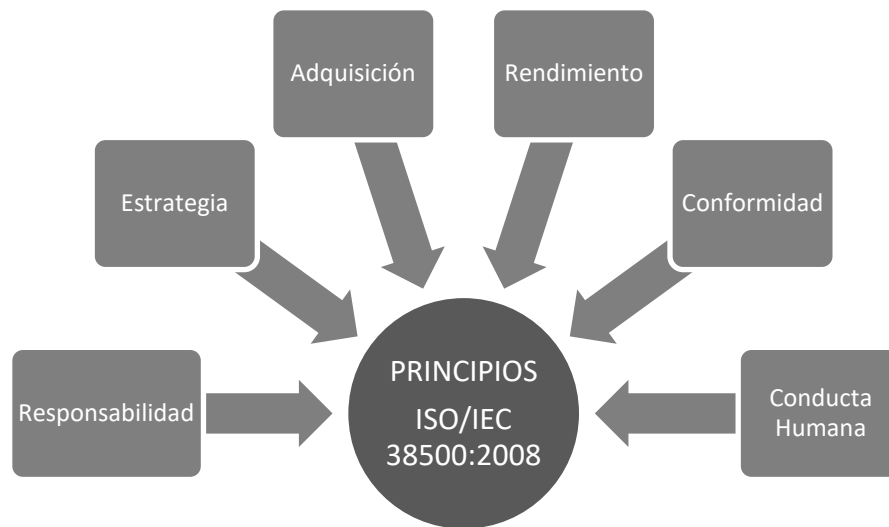 Adquisición
Rendimiento
Estrategia
Conformidad
Responsabilidad
PRINCIPIOS
ISO/IEC
38500:2008
Conducta
Humana